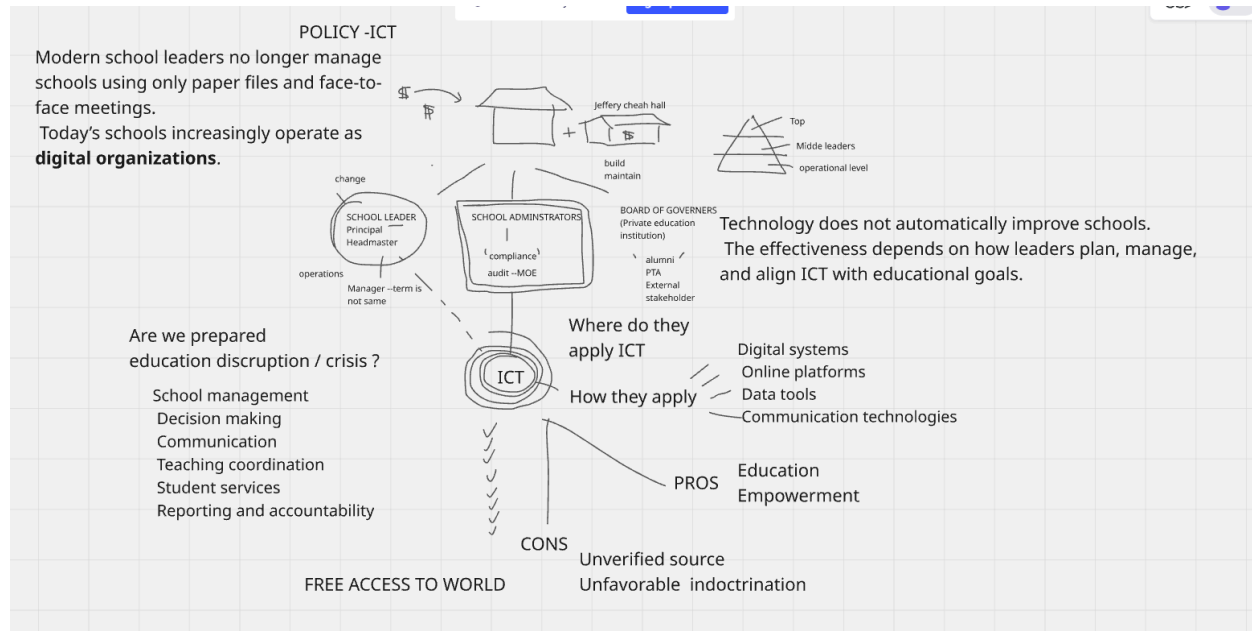 POLICY -ICT
Modern school leaders no longer manage
schools using only paper files and face-to-
face meetings.
Today's schools increasingly operate as
digital organizations.
$
$
Jeffery cheah hall
+
$
build
maintain
Top
Midde leaders
operational level
change
SCHOOL LEADER
Principal
Headmaster
operations
Manager --term is
not same
SCHOOL ADMINSTRATORS
compliance
audit --MOE
BOARD OF GOVERNERS
(Private education
institution)
alumni
PTA
External
stakeholder
Technology does not automatically improve schools.
The effectiveness depends on how leaders plan, manage,
and align ICT with educational goals.
Are we prepared
education discruption / crisis ?
School management
Decision making
Communication
Teaching coordination
Student services
Reporting and accountability
ICT
Where do they
apply ICT
How they apply
Digital systems
Online platforms
Data tools
Communication technologies
PROS
Education
Empowerment
CONS
Unverified source
Unfavorable indoctrination
FREE ACCESS TO WORLD